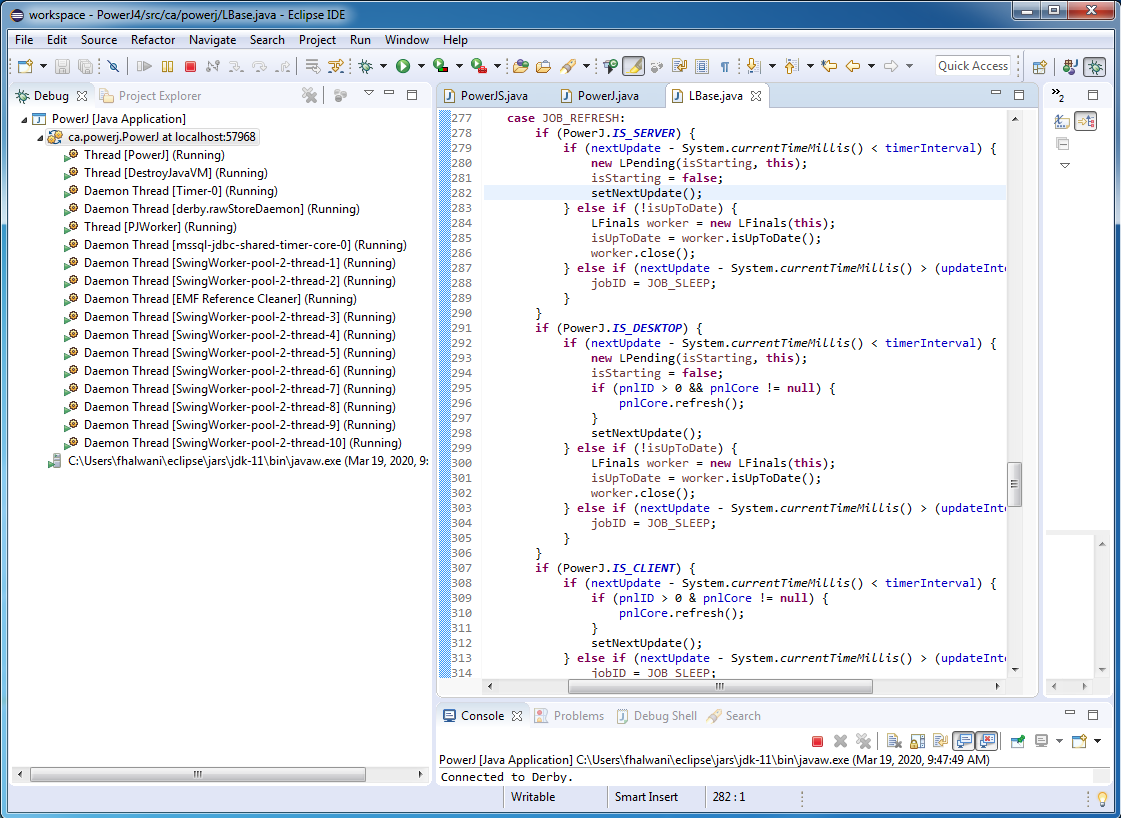 workspace - PowerJ4/src/ca/powerj/LBase.java - Eclipse IDE
File Edit Source Refactor Navigate Search Project Run Window Help
Quick Access
Debug Project Explorer
PowerJ [Java Application]
ca.powerj.PowerJ at localhost:57968
Thread [PowerJ] (Running)
Thread [DestroyJavaVM] (Running)
Daemon Thread [Timer-0] (Running)
Daemon Thread [derby.rawStoreDaemon] (Running)
Thread [PJWorker] (Running)
Daemon Thread [mssql-jdbc-shared-timer-core-0] (Running)
Daemon Thread [SwingWorker-pool-2-thread-1] (Running)
Daemon Thread [SwingWorker-pool-2-thread-2] (Running)
Daemon Thread [EMF Reference Cleaner] (Running)
Daemon Thread [SwingWorker-pool-2-thread-3] (Running)
Daemon Thread [SwingWorker-pool-2-thread-4] (Running)
Daemon Thread [SwingWorker-pool-2-thread-5] (Running)
Daemon Thread [SwingWorker-pool-2-thread-6] (Running)
Daemon Thread [SwingWorker-pool-2-thread-7] (Running)
Daemon Thread [SwingWorker-pool-2-thread-8] (Running)
Daemon Thread [SwingWorker-pool-2-thread-9] (Running)
Daemon Thread [SwingWorker-pool-2-thread-10] (Running)
C:\Users\fhalwani\eclipse\jars\jdk-11\bin\javaw.exe (Mar 19, 2020, 9:
PowerJS.java PowerJ.java LBase.java
277 case JOB_REFRESH:
278 if (PowerJ.IS_SERVER) {
279 if (nextUpdate - System.currentTimeMillis() < timerInterval) {
280 new LPending(isStarting, this);
281 isStarting = false;
282 setNextUpdate();
283 } else if (!isUpToDate) {
284 LFinals worker = new LFinals(this);
285 isUpToDate = worker.isUpToDate();
286 worker.close();
287 } else if (nextUpdate - System.currentTimeMillis() > (updateInte
288 jobID = JOB_SLEEP;
289 }
290 }
291 if (PowerJ.IS_DESKTOP) {
292 if (nextUpdate - System.currentTimeMillis() < timerInterval) {
293 new LPending(isStarting, this);
294 isStarting = false;
295 if (pnlID > 0 && pnlCore != null) {
296 pnlCore.refresh();
297 }
298 setNextUpdate();
299 } else if (!isUpToDate) {
300 LFinals worker = new LFinals(this);
301 isUpToDate = worker.isUpToDate();
302 worker.close();
303 } else if (nextUpdate - System.currentTimeMillis() > (updateInte
304 jobID = JOB_SLEEP;
305 }
306 }
307 if (PowerJ.IS_CLIENT) {
308 if (nextUpdate - System.currentTimeMillis() < timerInterval) {
309 if (pnlID > 0 & pnlCore != null) {
310 pnlCore.refresh();
311 }
312 setNextUpdate();
313 } else if (nextUpdate - System.currentTimeMillis() > (updateInte
314 jobID = JOB_SLEEP;
»2
Console Problems Debug Shell Search
PowerJ [Java Application] C:\Users\fhalwani\eclipse\jars\jdk-11\bin\javaw.exe (Mar 19, 2020, 9:47:49 AM)
Connected to Derby.
Writable Smart Insert 282 : 1